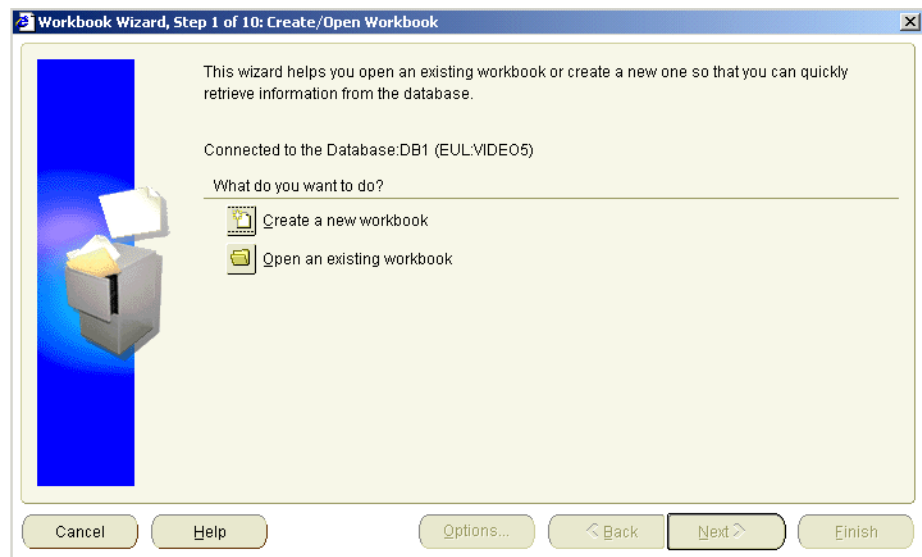 Workbook Wizard, Step 1 of 10: Create/Open Workbook
This wizard helps you open an existing workbook or create a new one so that you can quickly
retrieve information from the database.
Connected to the Database:DB1 (EUL:VIDEO5)
What do you want to do?
Create a new workbook
Open an existing workbook
Cancel
Help
Options...
Back
Next
Finish